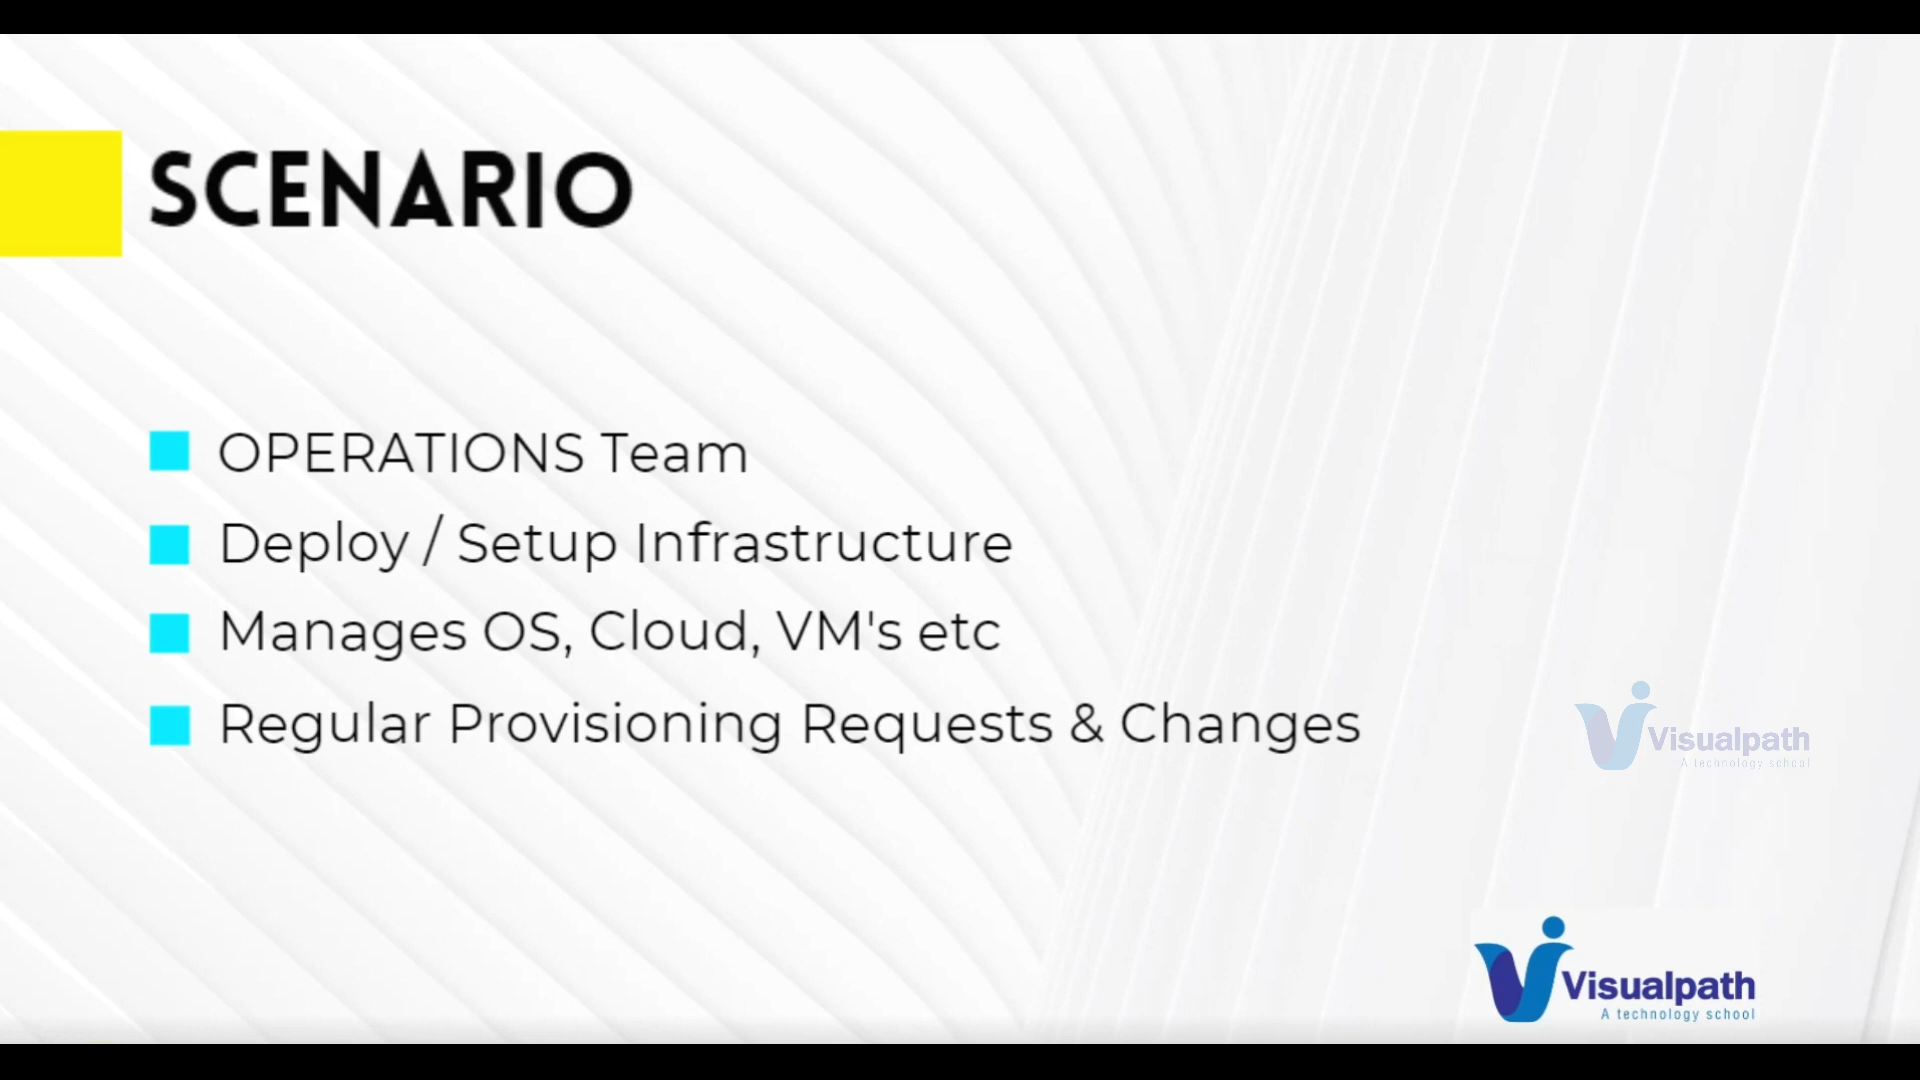 SCENARIO
OPERATIONS Team
Deploy / Setup Infrastructure
Manages OS, Cloud, VM's etc
Regular Provisioning Requests & Changes
Visualpath
A technology school
Visualpath
A technology school